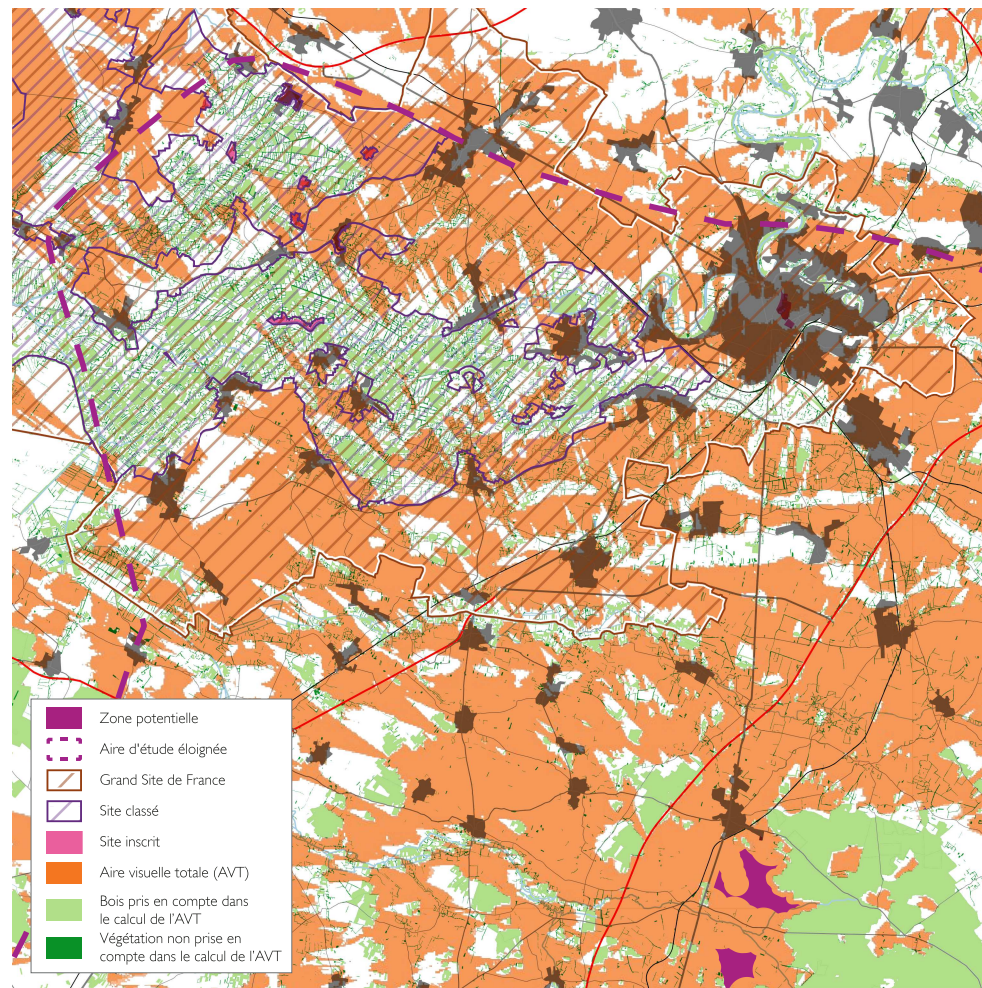 Zone potentielle
Aire d'étude éloignée
Grand Site de France
Site classé
Site inscrit
Aire visuelle totale (AVT)
Bois pris en compte dans
le calcul de l'AVT
Végétation non prise en
compte dans le calcul de l'AVT